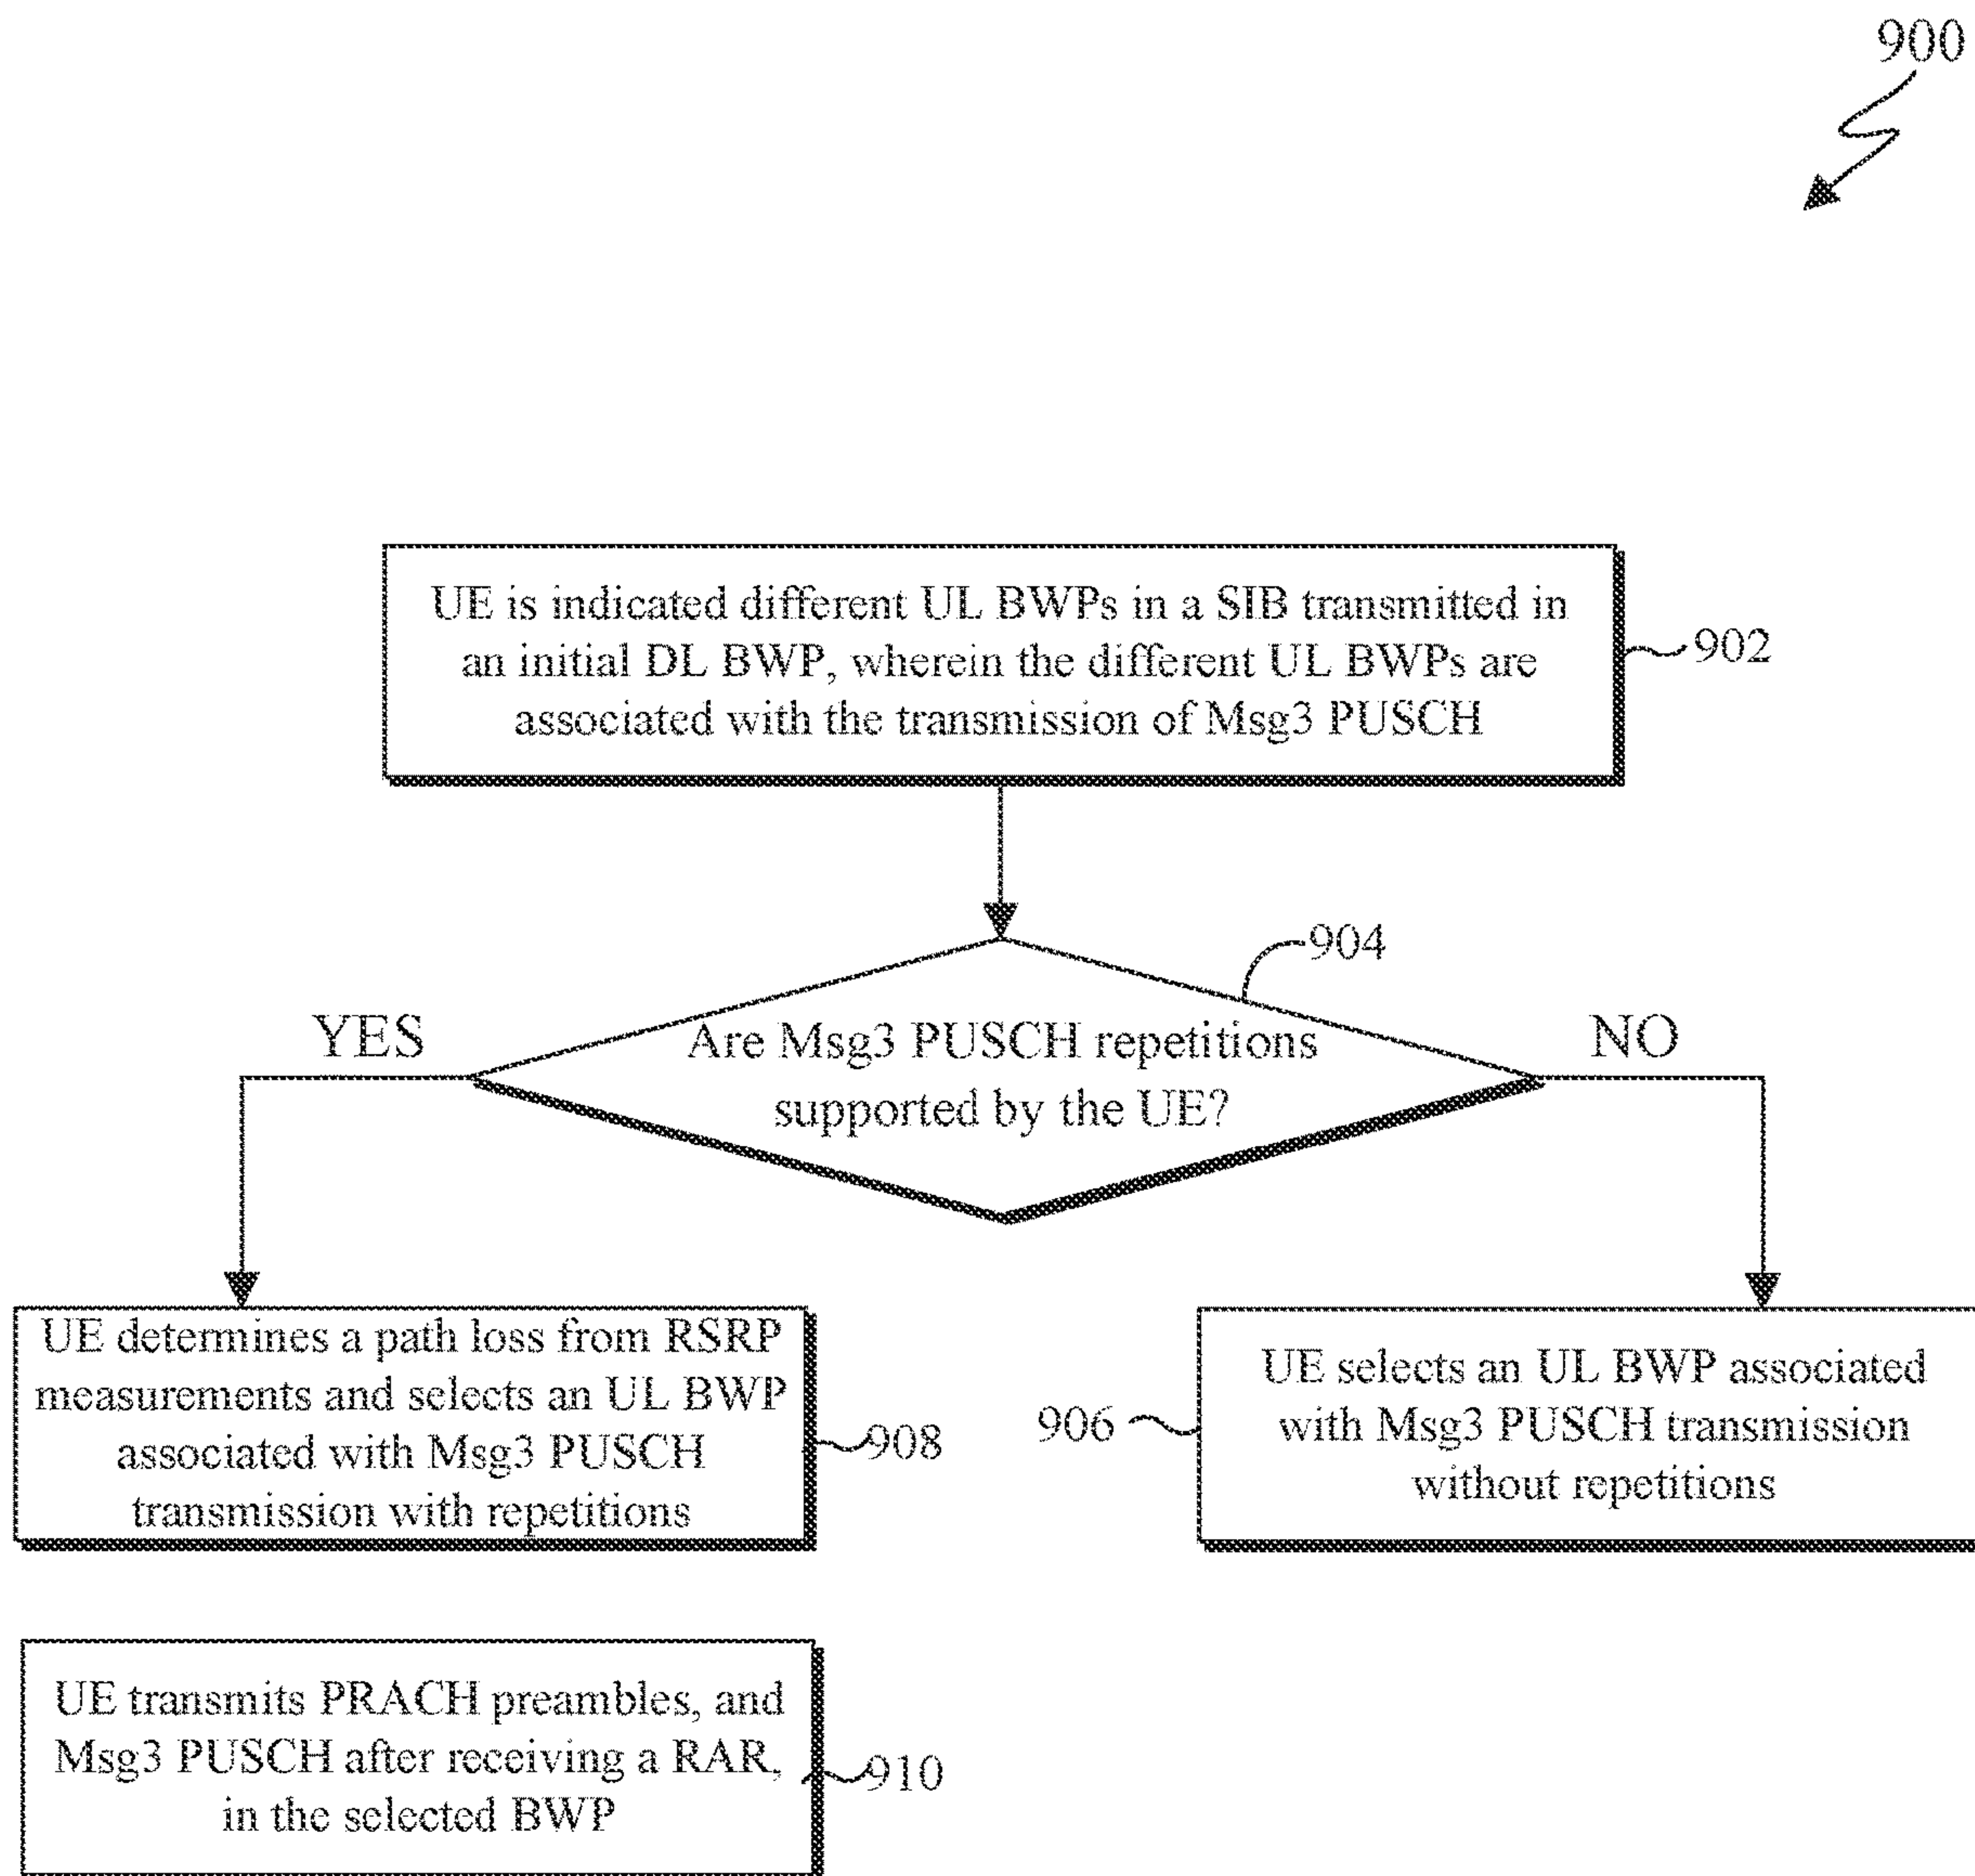 900
UE is indicated different UL BWPs in a SIB transmitted in
an initial DL BWP, wherein the different UL BWPs are
associated with the transmission of Msg3 PUSCH
902
904
YES
Are Msg3 PUSCH repetitions
supported by the UE?
NO
UE determines a path loss from RSRP
measurements and selects an UL BWP
associated with Msg3 PUSCH
transmission with repetitions
908
906
UE selects an UL BWP associated
with Msg3 PUSCH transmission
without repetitions
UE transmits PRACH preambles, and
Msg3 PUSCH after receiving a RAR,
in the selected BWP
910